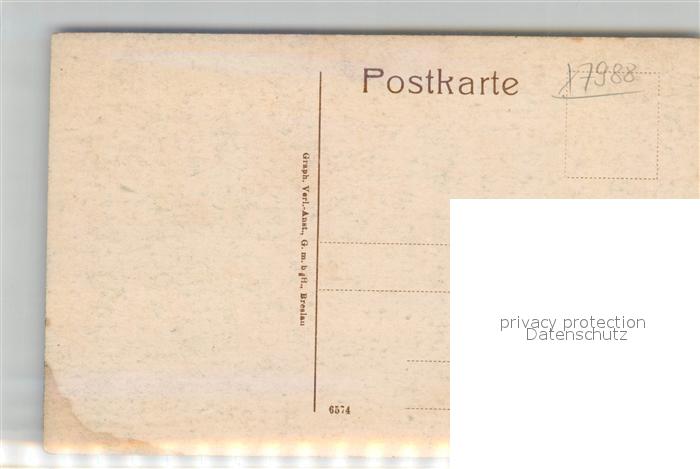 Postkarte
17988
Graph. Verl.-Anst., G. m. b. H., Breslau
6574
privacy protection
Datenschutz